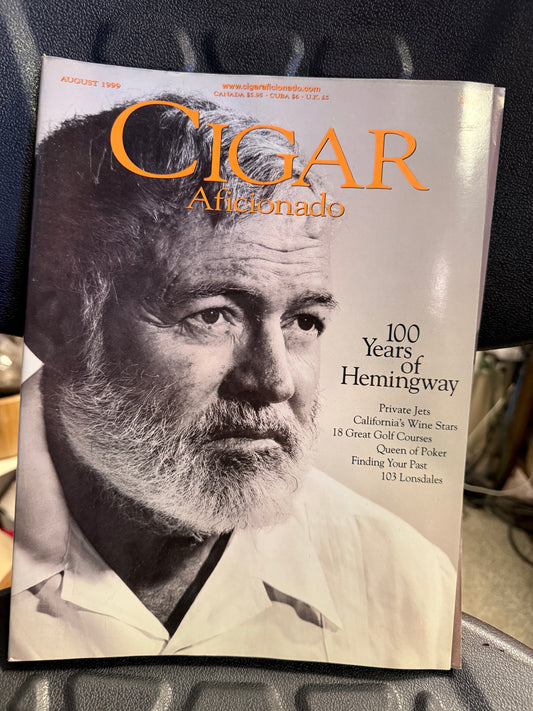 AUGUST 1999
www.cigaraficionado.com
CANADA $5.95 · CUBA $6 · U.K. £5
CIGAR
Aficionado
100
Years
of
Hemingway
Private Jets
California's Wine Stars
18 Great Golf Courses
Queen of Poker
Finding Your Past
103 Lonsdales